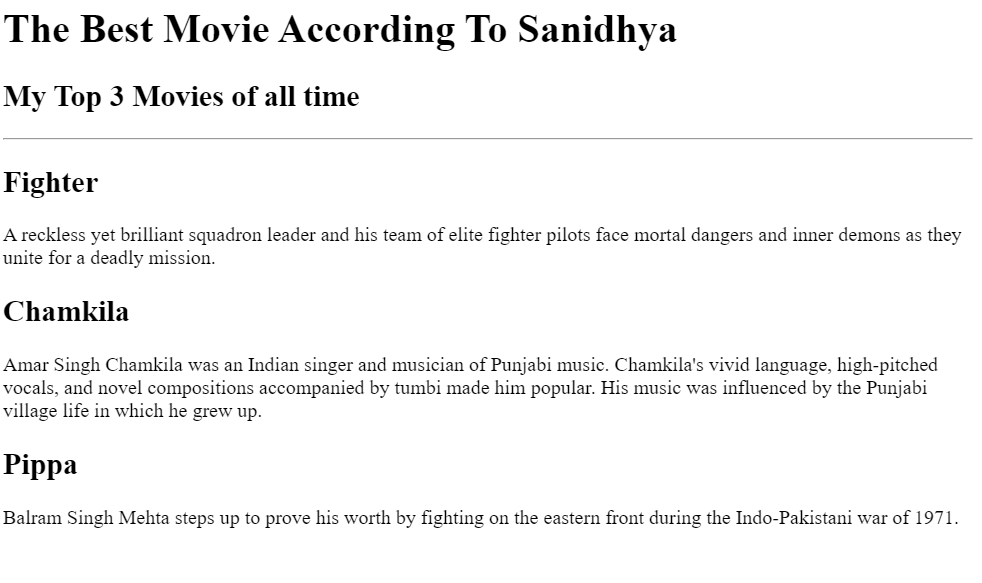 The Best Movie According To Sanidhya
My Top 3 Movies of all time
Fighter
A reckless yet brilliant squadron leader and his team of elite fighter pilots face mortal dangers and inner demons as they
unite for a deadly mission.
Chamkila
Amar Singh Chamkila was an Indian singer and musician of Punjabi music. Chamkila's vivid language, high-pitched
vocals, and novel compositions accompanied by tumbi made him popular. His music was influenced by the Punjabi
village life in which he grew up.
Pippa
Balram Singh Mehta steps up to prove his worth by fighting on the eastern front during the Indo-Pakistani war of 1971.